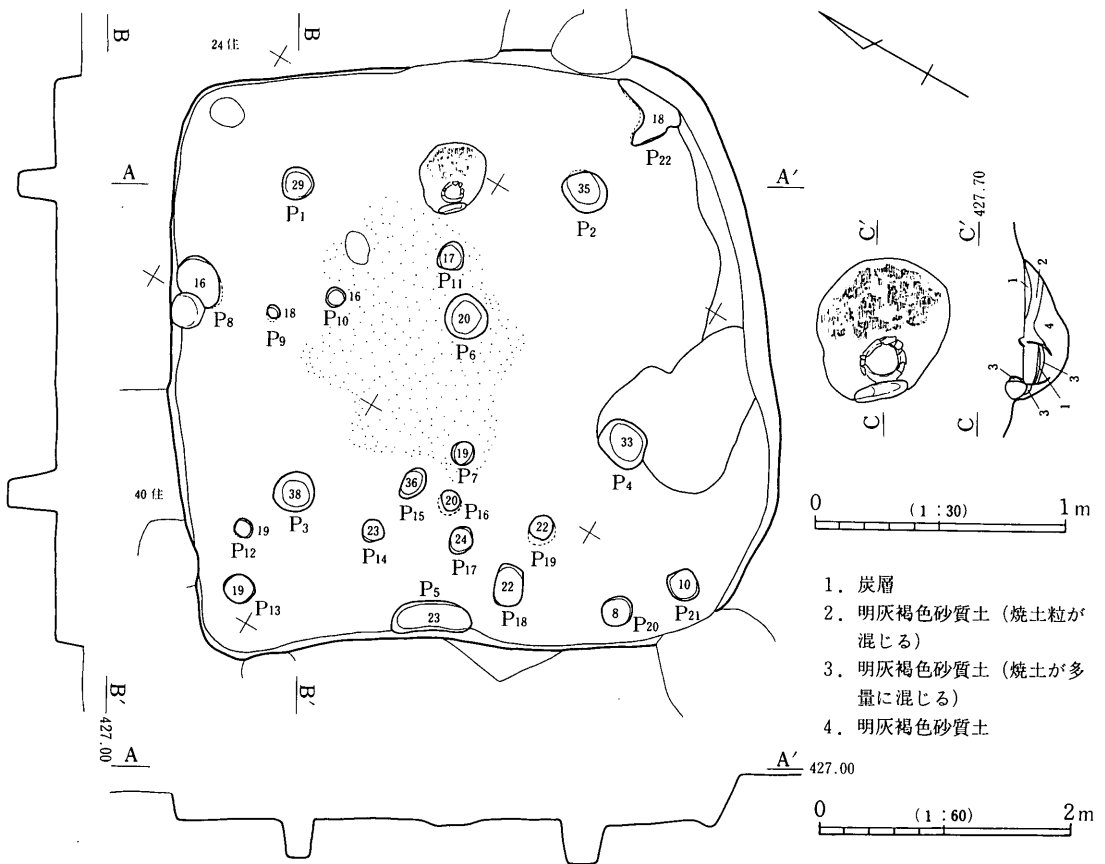 B
B
24住
A
A'
29
P1
35
P2
18
P22
17
P11
16
P8
18
P9
16
P10
20
P6
19
P7
33
P4
38
P3
36
P15
20
P16
23
P14
24
P17
22
P19
40住
19
P12
19
P13
P5
23
22
P18
8
P20
10
P21
B'
427.00
B'
A
A' 427.00
C'
C'
427.70
1
2
4
3
3
1
3
C
C
0 (1:30) 1m
1. 炭層
2. 明灰褐色砂質土（焼土粒が
混じる）
3. 明灰褐色砂質土（焼土が多
量に混じる）
4. 明灰褐色砂質土
0 (1:60) 2m